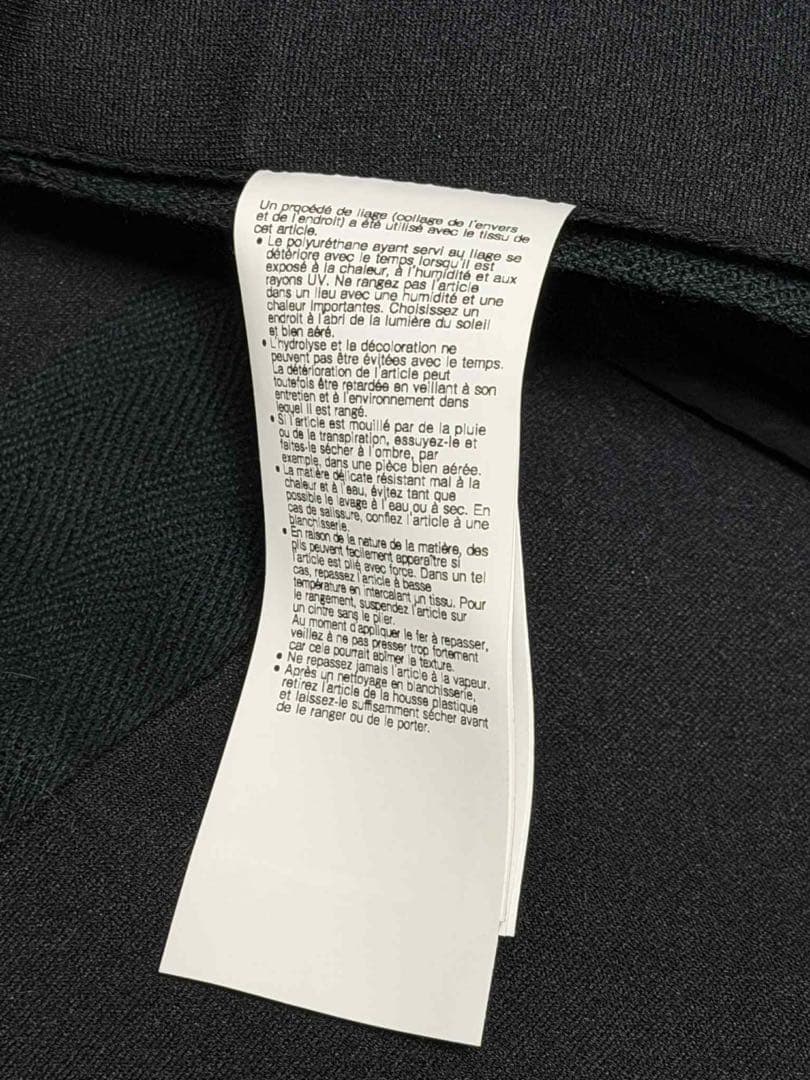 Un procédé de liage (collage de l'envers
et de l'endroit) a été utilisé avec le tissu de
cet article.
• Le polyuréthane ayant servi au liage se
détériore avec le temps lorsqu'il est
exposé à la chaleur, à l'humidité et aux
rayons UV. Ne rangez pas l'article
dans un lieu avec une humidité et une
chaleur importantes. Choisissez un
endroit à l'abri de la lumière du soleil
et bien aéré.
• L'hydrolyse et la décoloration ne
peuvent pas être évitées avec le temps.
La détérioration de l'article peut
toutefois être retardée en veillant à son
entretien et à l'environnement dans
lequel il est rangé.
• Si l'article est mouillé par de la pluie
ou de la transpiration, essuyez-le et
faites-le sécher à l'ombre, par
exemple, dans une pièce bien aérée.
• La matière délicate résistant mal à la
chaleur et à l'eau, évitez tant que
possible le lavage à l'eau ou à sec. En
cas de salissure, confiez l'article à une
blanchisserie.
• En raison de la nature de la matière, des
plis peuvent facilement apparaître si
l'article est plié avec force. Dans un tel
cas, repassez l'article à basse
température en intercalant un tissu. Pour
le rangement, suspendez l'article sur
un cintre sans le plier.
Au moment d'appliquer le fer à repasser,
veillez à ne pas presser trop fortement
car cela pourrait abîmer la texture.
• Ne repassez jamais l'article à la vapeur.
• Après un nettoyage en blanchisserie,
retirez l'article de la housse plastique
et laissez-le suffisamment sécher avant
de le ranger ou de le porter.